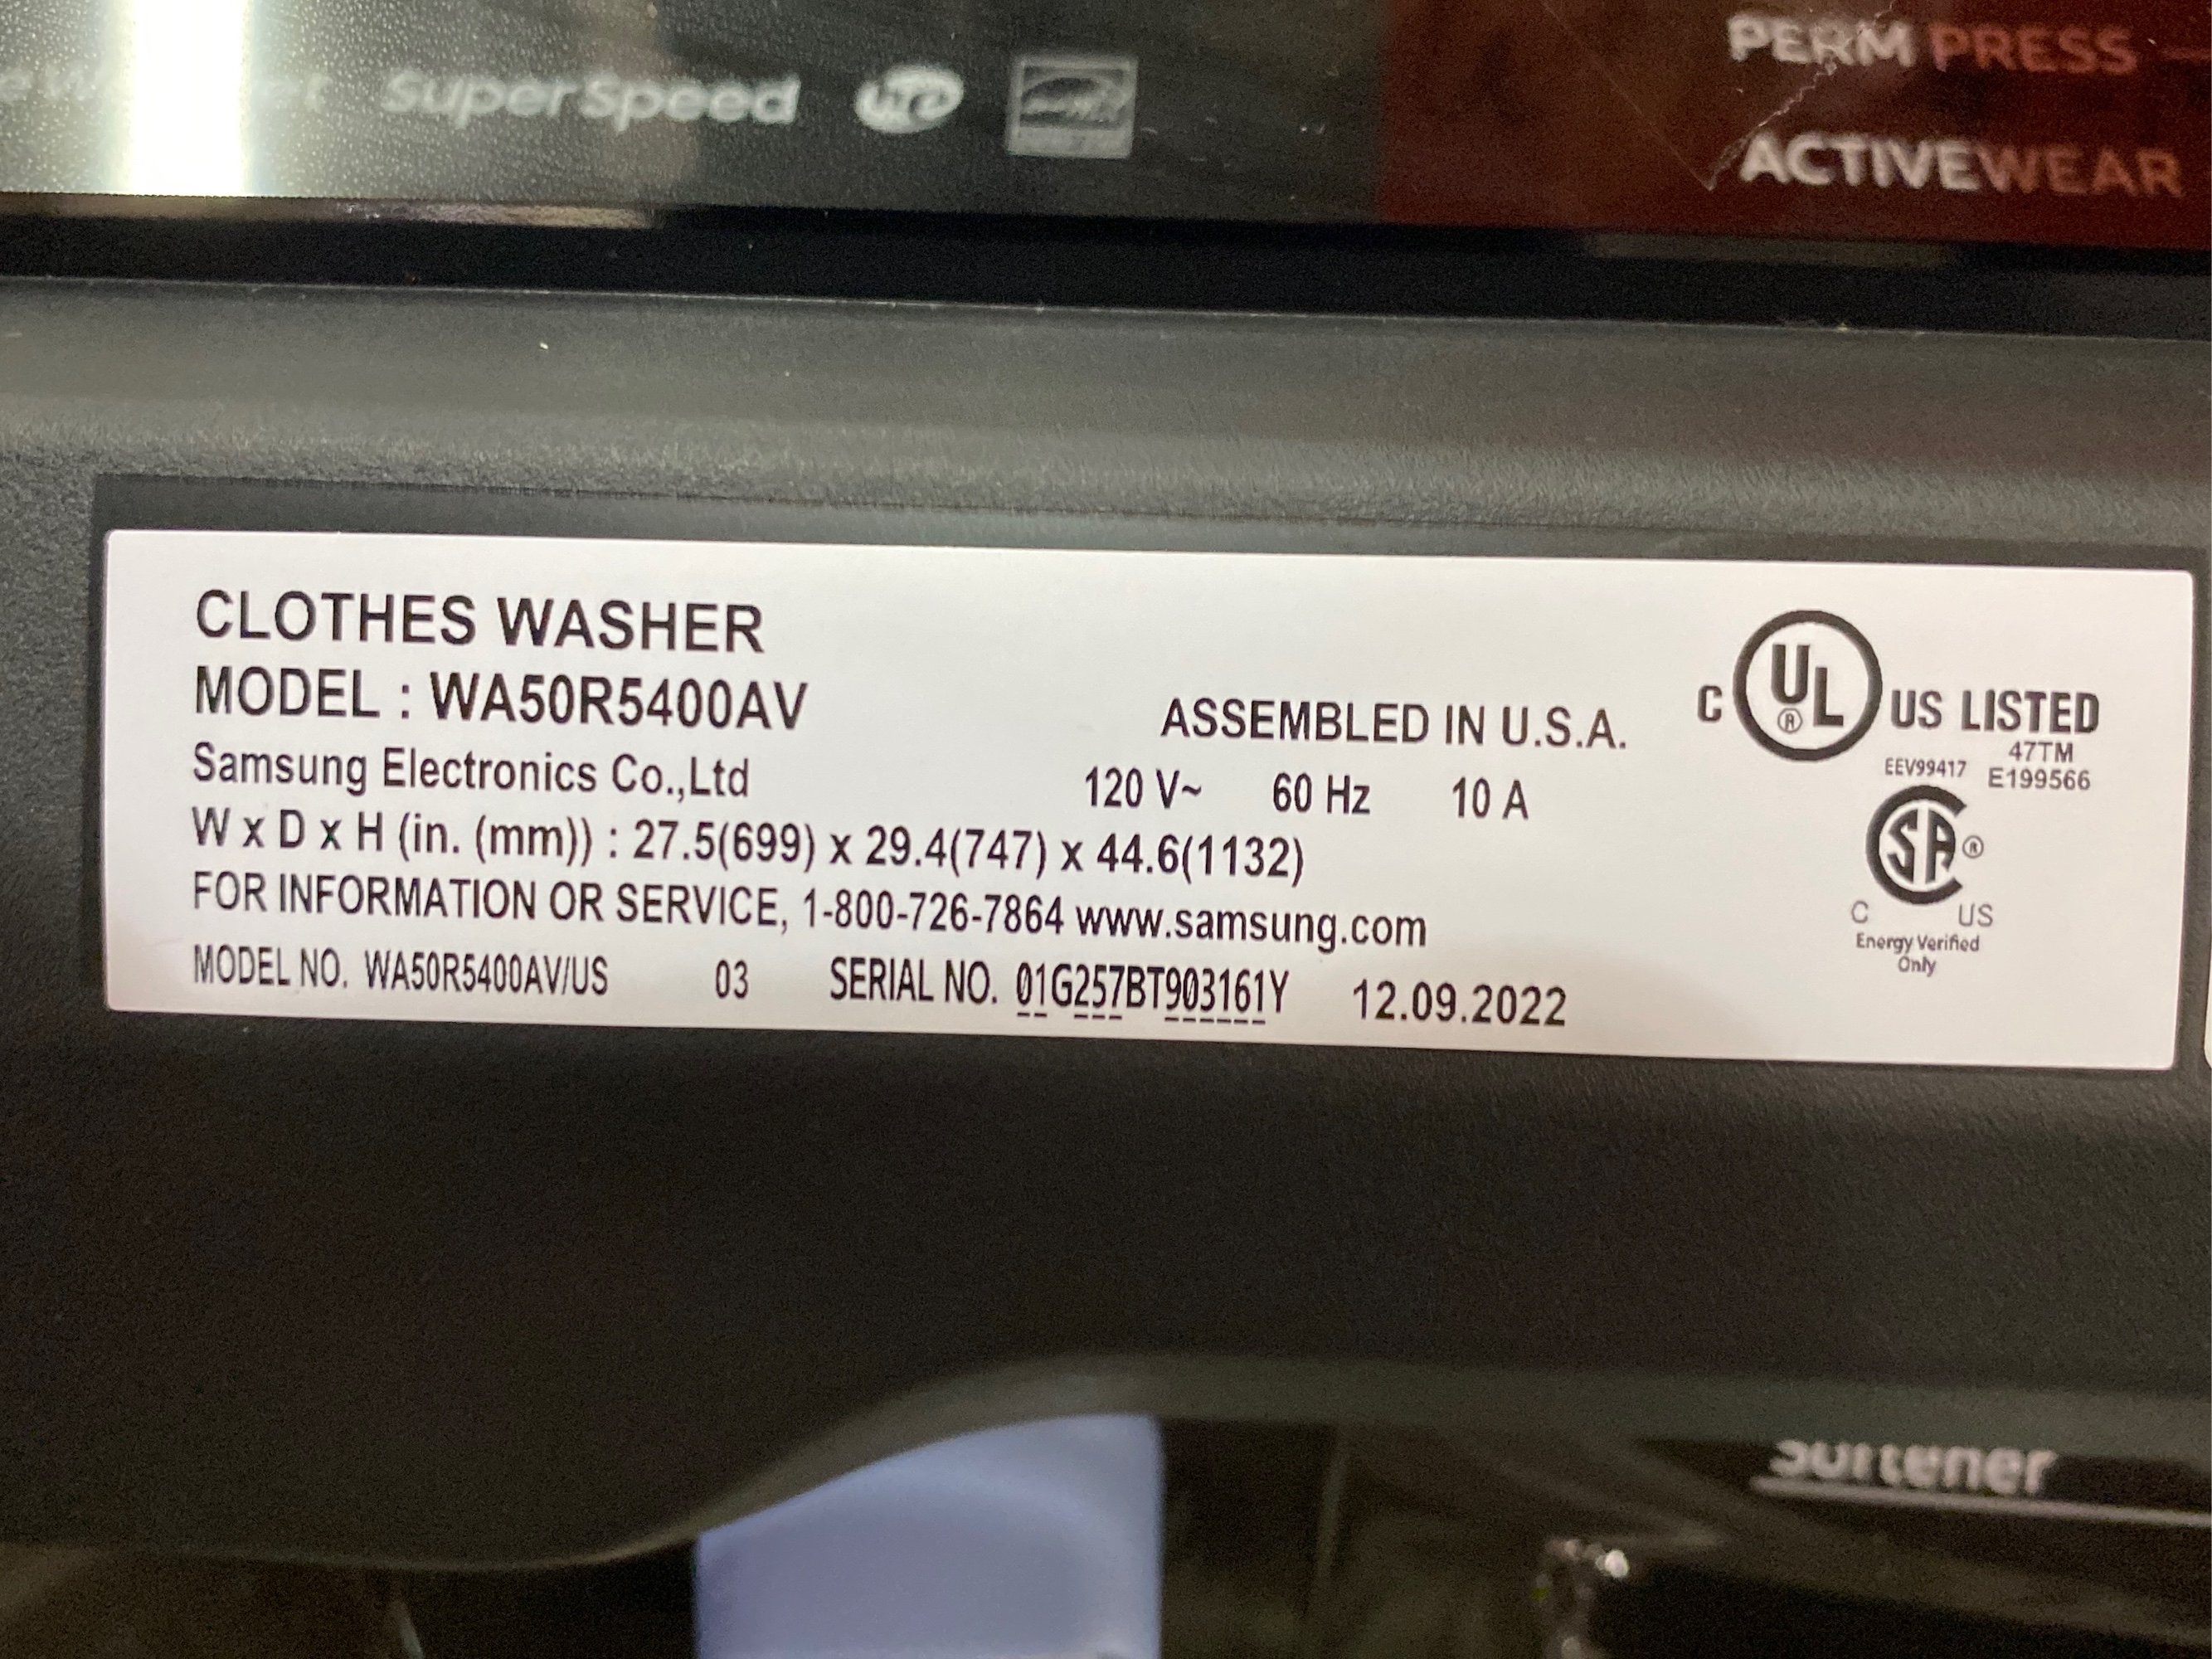 SuperSpeed
PERM PRESS
ACTIVEWEAR
CLOTHES WASHER
MODEL : WA50R5400AV
Samsung Electronics Co.,Ltd
ASSEMBLED IN U.S.A.
120 V~ 60 Hz 10 A
W x D x H (in. (mm)) : 27.5(699) x 29.4(747) x 44.6(1132)
FOR INFORMATION OR SERVICE, 1-800-726-7864 www.samsung.com
MODEL NO. WA50R5400AV/US 03 SERIAL NO. 01G257BT903161Y 12.09.2022
C UL ® US LISTED
47TM
EEV99417 E199566
SA ®
C US
Energy Verified
Only
Softener